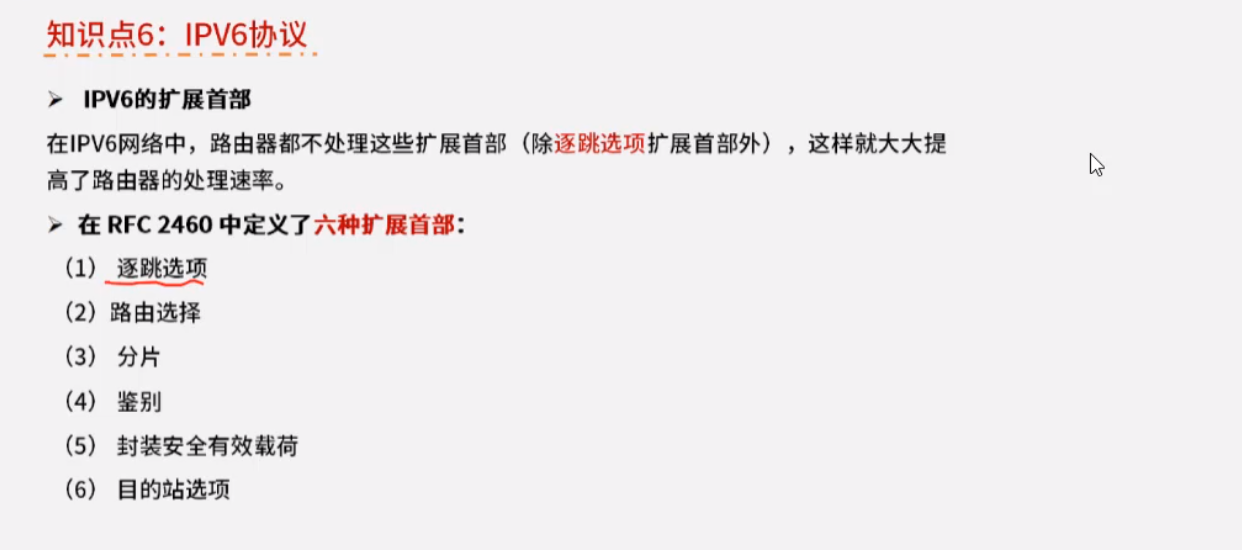 知识点6：IPV6协议
➢ IPV6的扩展首部
在IPV6网络中，路由器都不处理这些扩展首部（除逐跳选项扩展首部外），这样就大大提
高了路由器的处理速率。
➢ 在 RFC 2460 中定义了六种扩展首部：
（1） 逐跳选项
（2）路由选择
（3） 分片
（4） 鉴别
（5） 封装安全有效载荷
（6） 目的站选项